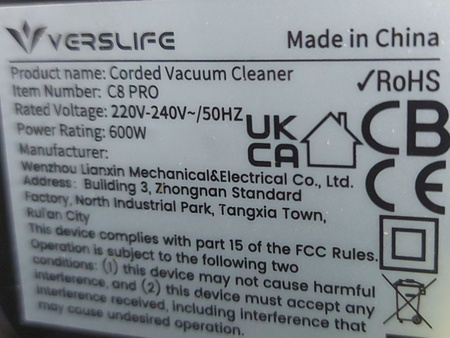 VERSLIFE
Made in China
Product name: Corded Vacuum Cleaner
Item Number: C8 PRO
✓RoHS
Rated Voltage: 220V-240V~/50HZ
Power Rating: 600W
UK
CA
CB
CE
Manufacturer:
Wenzhou Lianxin Mechanical&Electrical Co., Ltd.
Address: Building 3, Zhongnan Standard
Factory, North Industrial Park, Tangxia Town,
Rui'an City
This device complies with part 15 of the FCC Rules.
Operation is subject to the following two
conditions: (1) this device may not cause harmful
interference, and (2) this device must accept any
interference received, including interference that
may cause undesired operation.